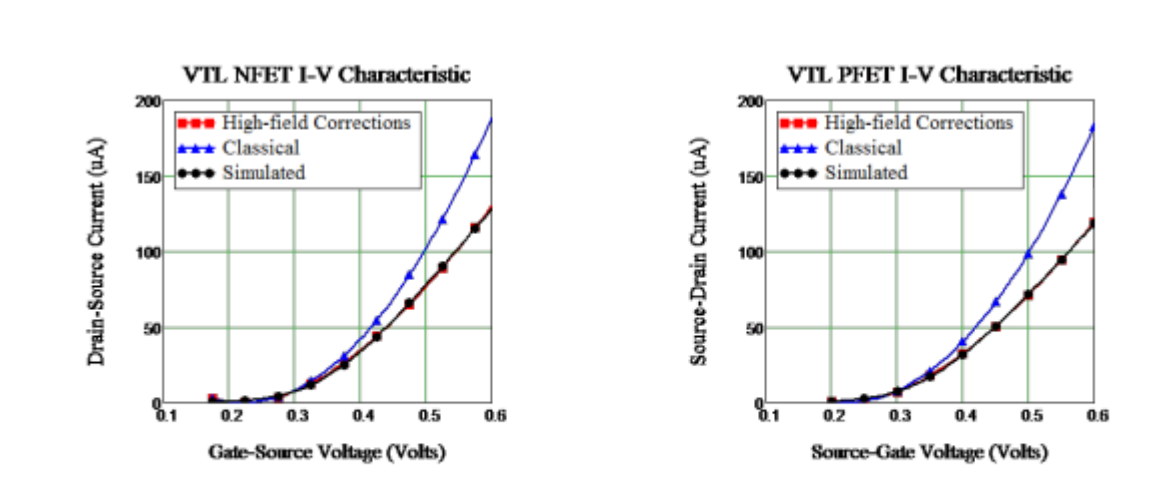 VTL NFET I-V Characteristic
200
150
100
50
0
High-field Corrections
Classical
Simulated
Drain-Source Current (uA)
0.1 0.2 0.3 0.4 0.5 0.6
Gate-Source Voltage (Volts)
VTL PFET I-V Characteristic
200
150
100
50
0
High-field Corrections
Classical
Simulated
Source-Drain Current (uA)
0.1 0.2 0.3 0.4 0.5 0.6
Source-Gate Voltage (Volts)